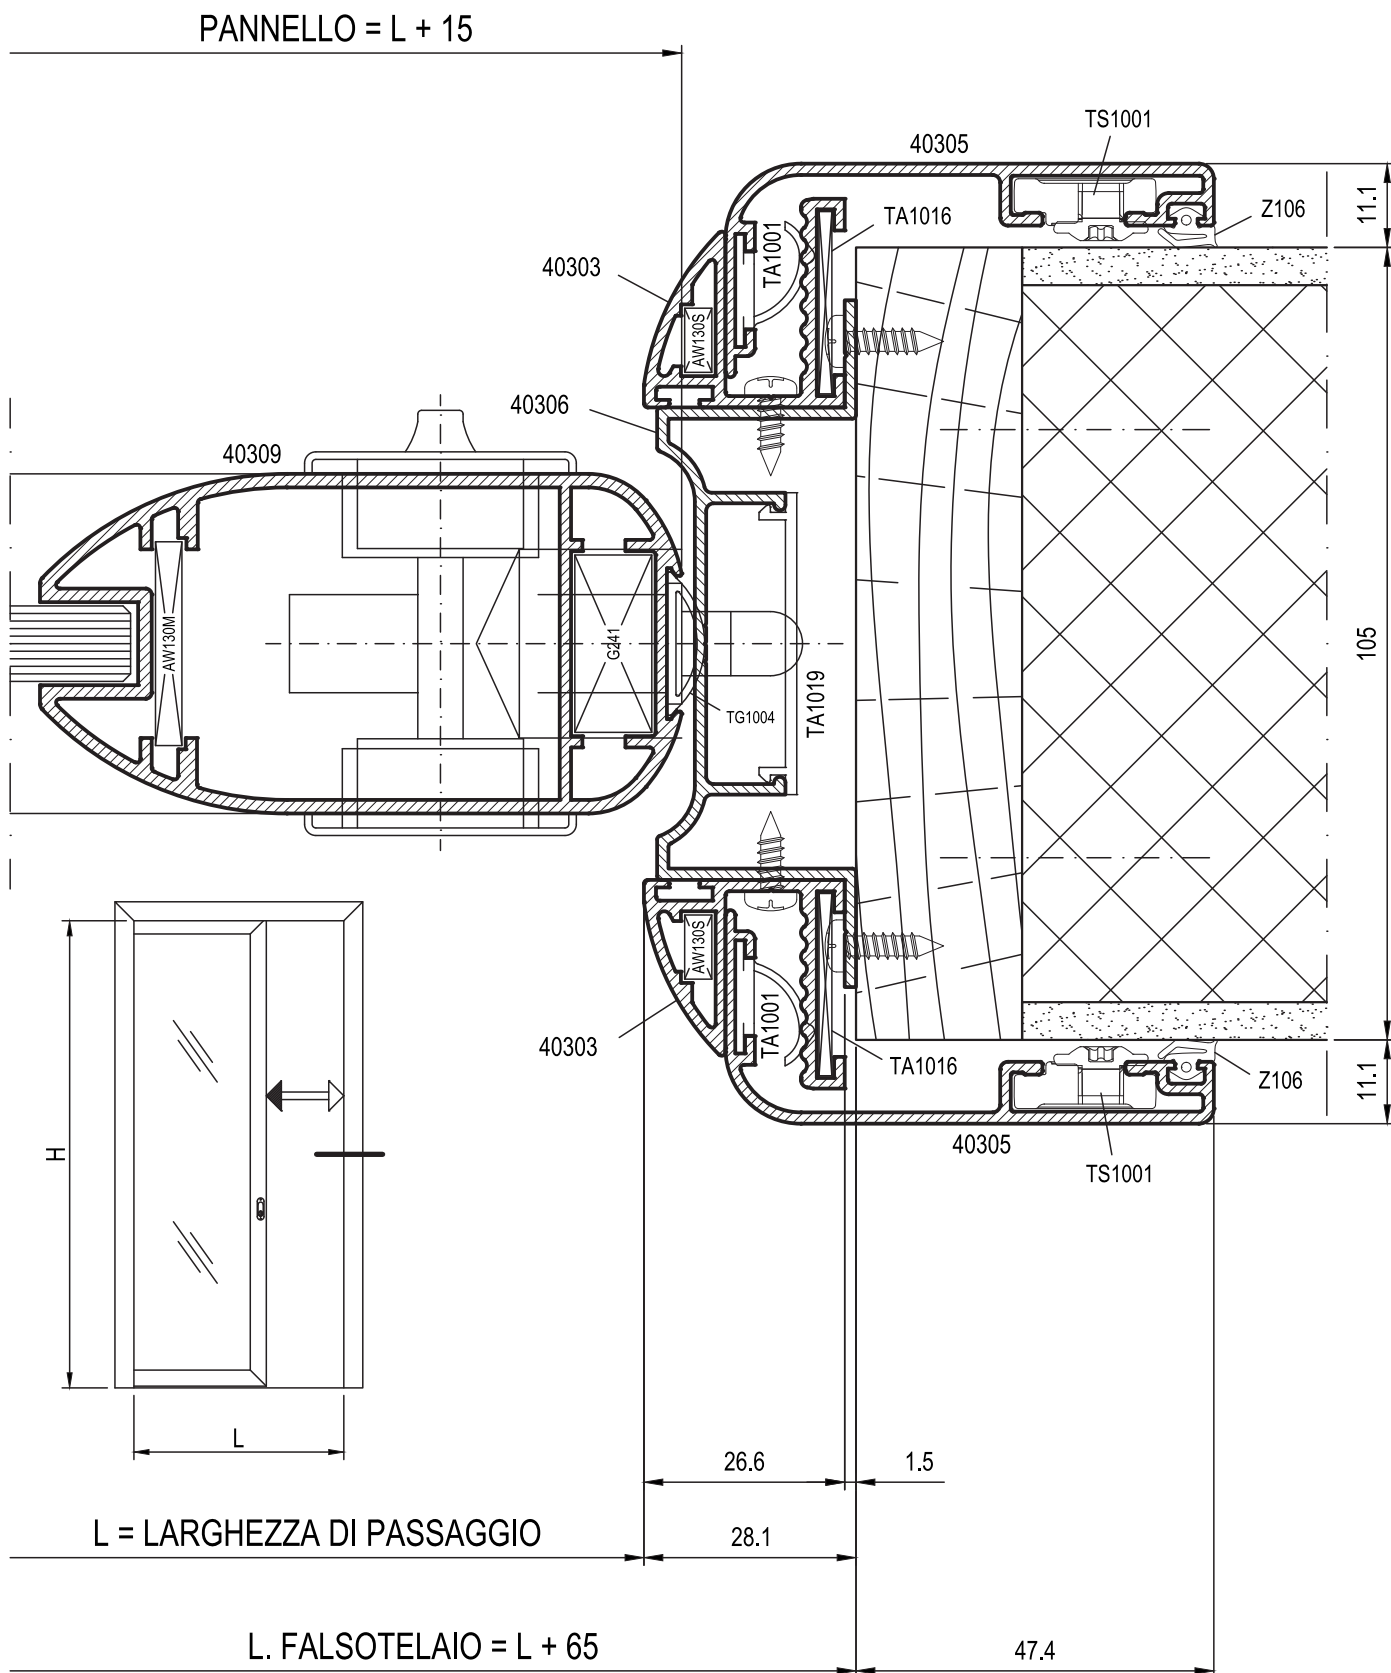 PANNELLO = L + 15
TS1001
40305
11.1
TA1016
Z106
TA1001
40303
AW130S
40306
40309
AW130M
G241
105
TA1019
TG1004
AW130S
TA1001
40303
TA1016
Z106
11.1
40305
TS1001
H
L
26.6
1.5
L = LARGHEZZA DI PASSAGGIO
28.1
L. FALSOTELAIO = L + 65
47.4